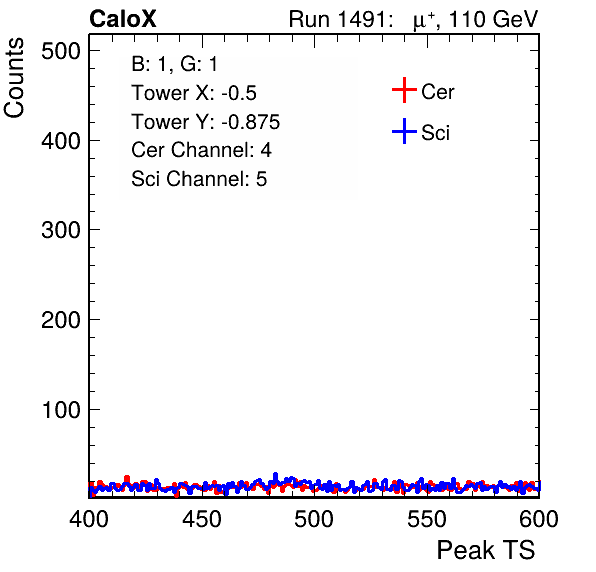 CaloX Run 1491: μ⁺, 110 GeV
Counts
500
400
300
200
100
B: 1, G: 1
Tower X: -0.5
Tower Y: -0.875
Cer Channel: 4
Sci Channel: 5
Cer
Sci
400 450 500 550 600
Peak TS